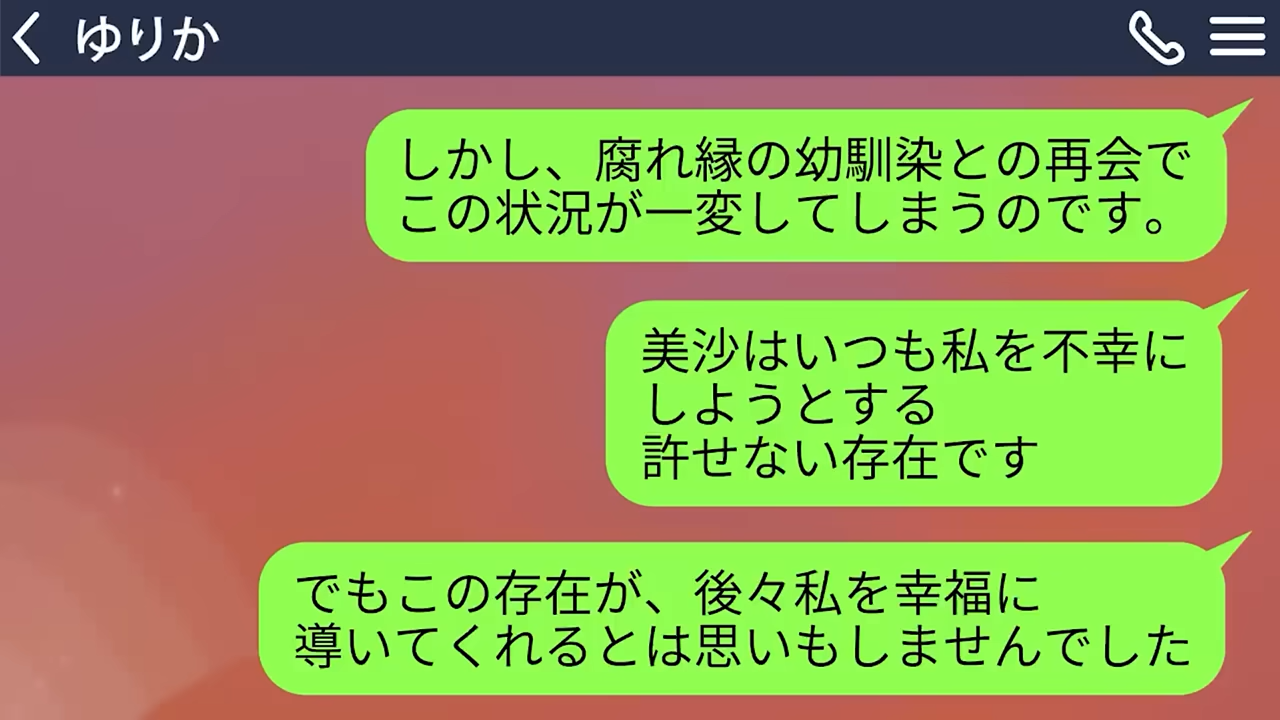 ゆりか
しかし、腐れ縁の幼馴染との再会で
この状況が一変してしまうのです。
美沙はいつも私を不幸に
しようとする
許せない存在です
でもこの存在が、後々私を幸福に
導いてくれるとは思いもしませんでした